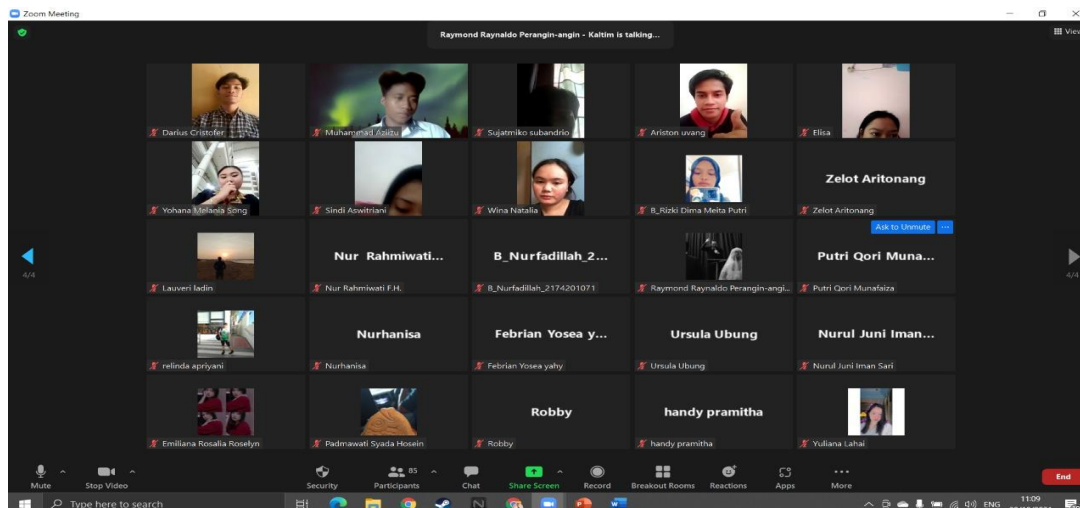 Zoom Meeting
Raymond Raynaldo Perangin-angin - Kaltim is talking...
View
Darius Cristofer
Muhammad Aziizu
Sujatmiko subandrio
Ariston uvang
Elisa
Yohana Melania Song
Sindi Aswitriani
Wina Natalia
B_Rizki Dima Meita Putri
Zelot Aritonang
Zelot Aritonang
Ask to Unmute ...
4/4
Lauveri ladin
Nur Rahmiwati...
Nur Rahmiwati F.H.
B_Nurfadillah_2...
B_Nurfadillah_2174201071
Raymond Raynaldo Perangin-angi...
Putri Qori Muna...
Putri Qori Munafaiza
4/4
relinda apriyani
Nurhanisa
Nurhanisa
Febrian Yosea y...
Febrian Yosea yahy
Ursula Ubung
Ursula Ubung
Nurul Juni Iman...
Nurul Juni Iman Sari
Emiliana Rosalia Roselyn
Padmawati Syada Hosein
Robby
Robby
handy pramitha
handy pramitha
Yuliana Lahai
Mute
Stop Video
Security
85
Participants
Chat
Share Screen
Record
Breakout Rooms
Reactions
Apps
More
End
Type here to search
ENG
11:09